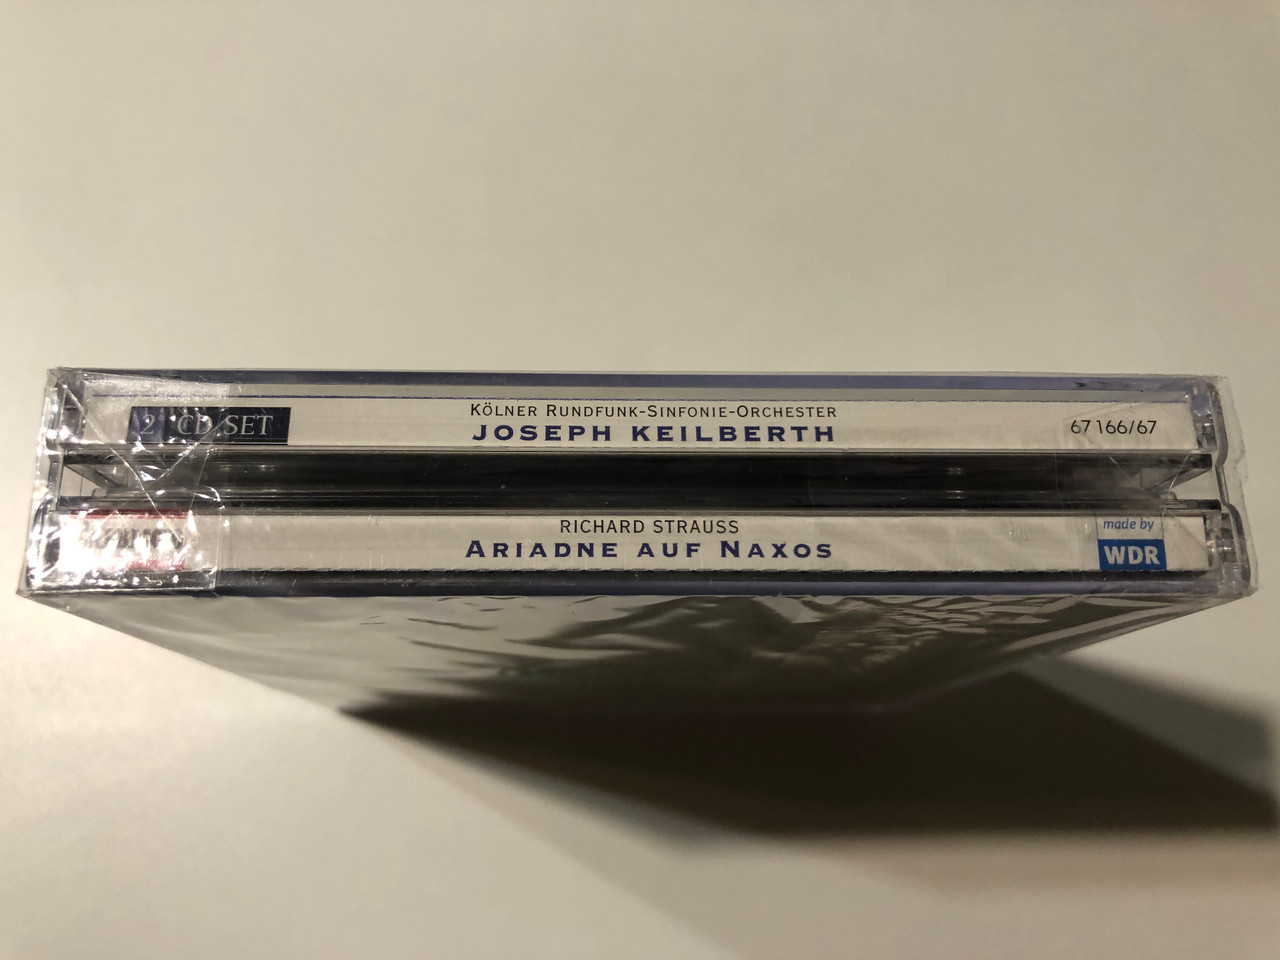 2 CD SET
KÖLNER RUNDFUNK-SINFONIE-ORCHESTER
JOSEPH KEILBERTH
67 166/67
RICHARD STRAUSS
ARIADNE AUF NAXOS
made by
WDR